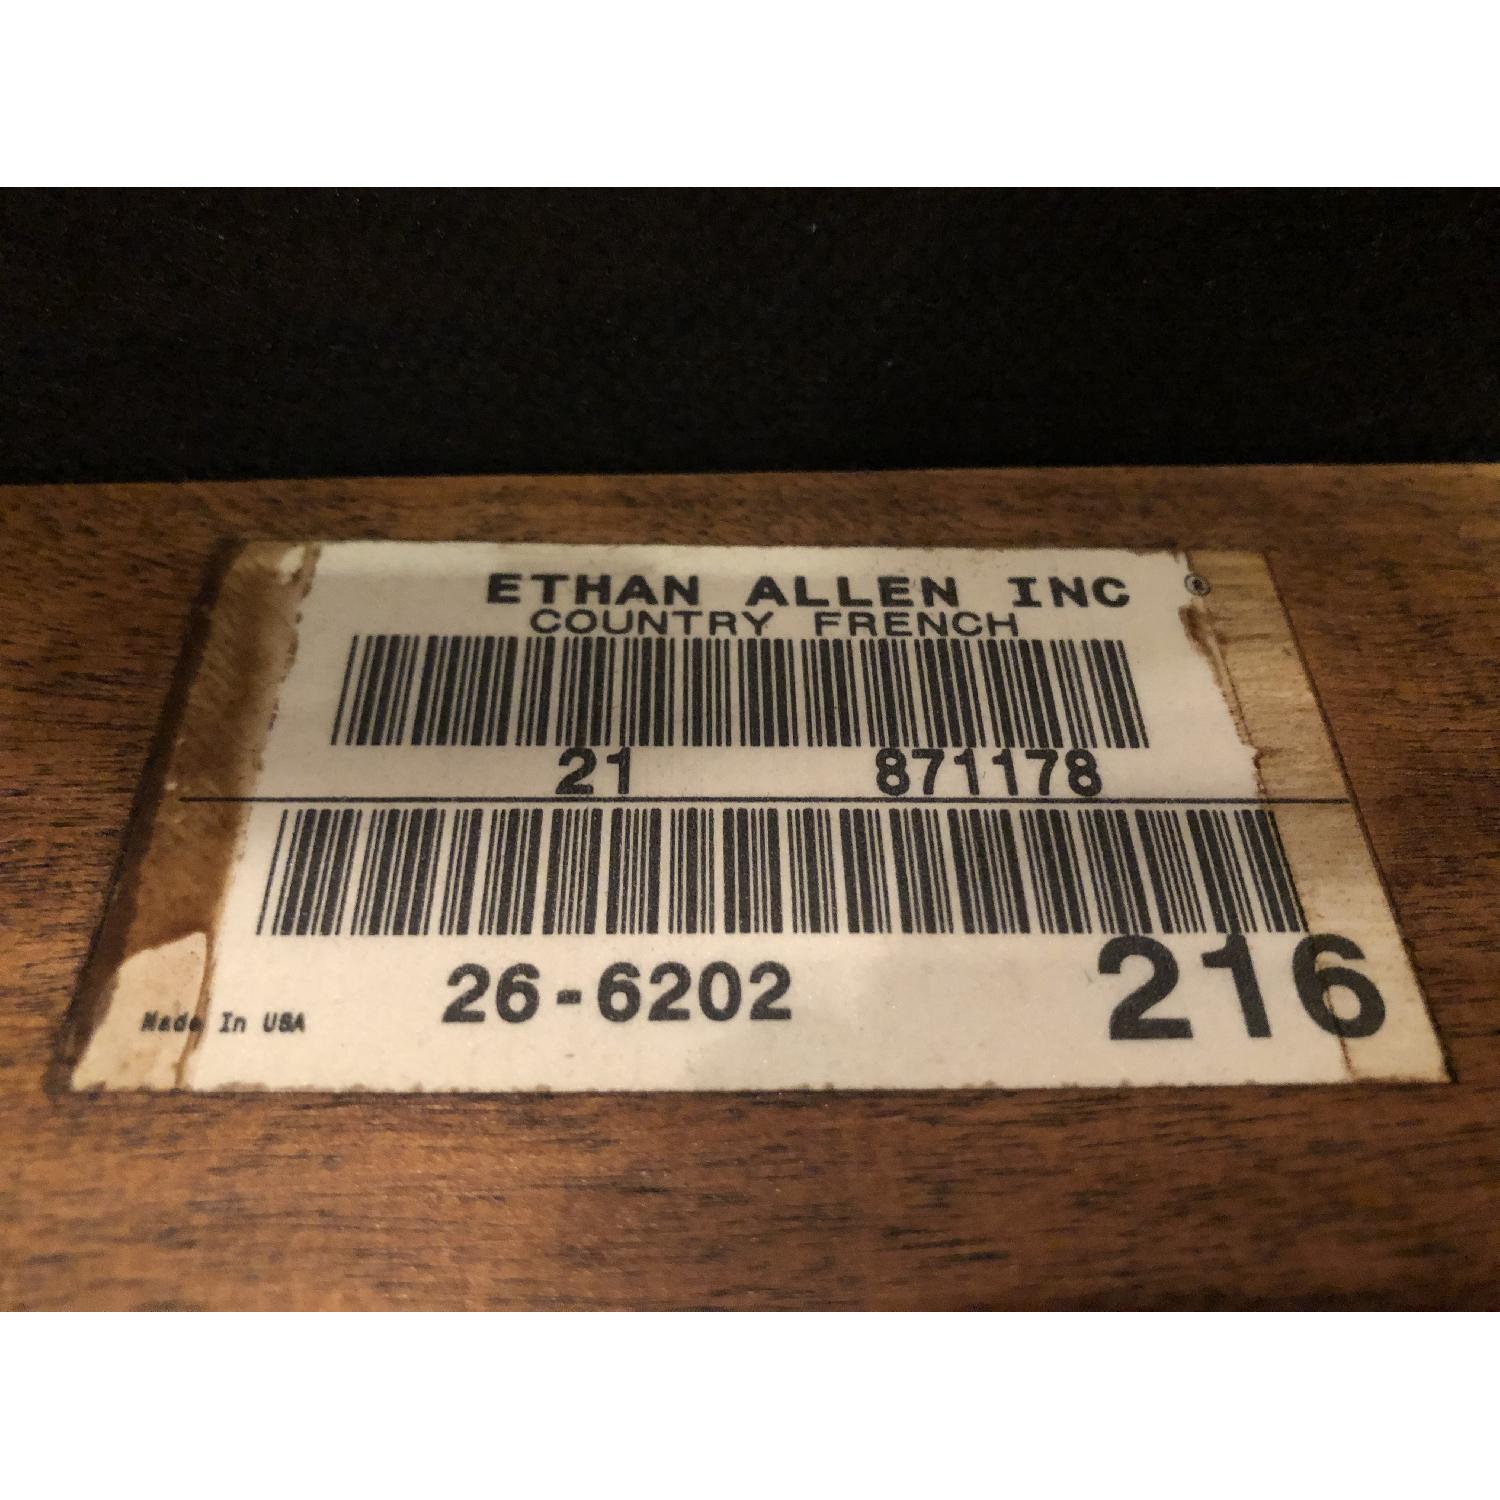 ETHAN ALLEN INC ®
COUNTRY FRENCH
21 871178
26-6202 216
Made In USA